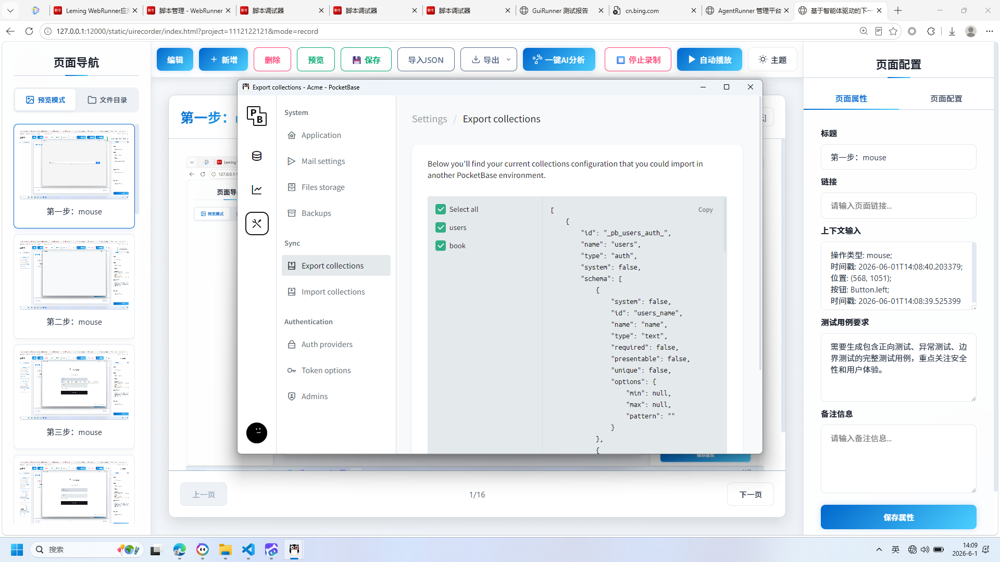 Leming WebRunner应
脚本管理 - WebRunner
脚本调试器
脚本调试器
脚本调试器
GuiRunner 测试报告
cn.bing.com
AgentRunner 管理平台
基于智能体驱动的下一
127.0.0.1:12000/static/uirecorder/index.html?project=1112122121&mode=record
页面导航
预览模式
文件目录
第一步：mouse
第二步：mouse
第三步：mouse
编辑
新增
删除
预览
保存
导入JSON
导出
一键AI分析
停止录制
自动播放
主题
第一步：
Leming
127.0.0.1:1
页面导
预览模式
Export collections - Acme - PocketBase
P
B
System
Application
Mail settings
Files storage
Backups
Sync
Export collections
Import collections
Authentication
Auth providers
Token options
Admins
Settings / Export collections
Below you'll find your current collections configuration that you could import in
another PocketBase environment.
Select all
users
book
Copy
[
{
"id": "_pb_users_auth_",
"name": "users",
"type": "auth",
"system": false,
"schema": [
{
"system": false,
"id": "users_name",
"name": "name",
"type": "text",
"required": false,
"presentable": false,
"unique": false,
"options": {
"min": null,
"max": null,
"pattern": ""
}
},
{
保存属性
上一页
1/16
下一页
页面配置
页面属性
页面配置
标题
第一步：mouse
链接
请输入页面链接...
上下文输入
操作类型: mouse;
时间戳: 2026-06-01T14:08:40.203379;
位置: (568, 1051);
按钮: Button.left;
时间戳: 2026-06-01T14:08:39.525399
测试用例要求
需要生成包含正向测试、异常测试、边
界测试的完整测试用例，重点关注安全
性和用户体验。
备注信息
请输入备注信息...
保存属性
搜索
英
14:09
2026-6-1